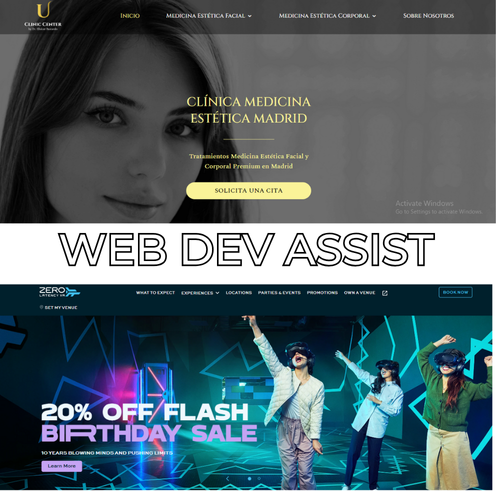 U
CLINIC CENTER
INICIO
MEDICINA ESTÉTICA FACIAL
MEDICINA ESTÉTICA CORPORAL
SOBRE NOSOTROS
CLÍNICA MEDICINA
ESTÉTICA MADRID
Tratamientos Medicina Estética Facial y
Corporal Premium en Madrid
SOLICITA UNA CITA
Activate Windows
Go to Settings to activate Windows.
WEB DEV ASSIST
ZERO
LATENCY VR
WHAT TO EXPECT
EXPERIENCES
LOCATIONS
PARTIES & EVENTS
PROMOTIONS
OWN A VENUE
BOOK NOW
SET MY VENUE
20% OFF FLASH
BIRTHDAY SALE
10 YEARS BLOWING MINDS AND PUSHING LIMITS
Learn More